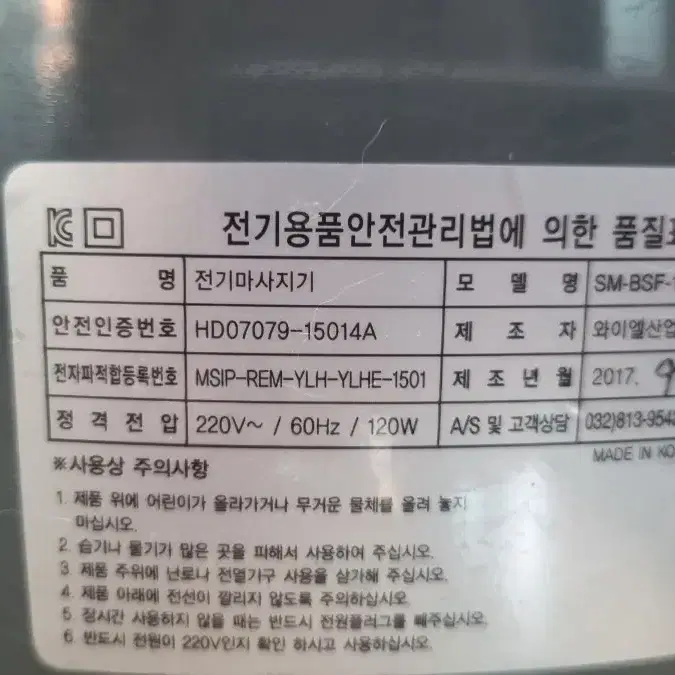 전기용품안전관리법에 의한 품질표
품 명 전기마사지기 모 델 명 SM-BSF-
안전인증번호 HD07079-15014A 제 조 자 와이엘산업
전자파적합등록번호 MSIP-REM-YLH-YLHE-1501 제 조 년 월 2017. 9
정 격 전 압 220V~ / 60Hz / 120W A/S 및 고객상담 032)813-954
MADE IN KO
※사용상 주의사항
1. 제품 위에 어린이가 올라가거나 무거운 물체를 올려 놓지
마십시오.
2. 습기나 물기가 많은 곳을 피해서 사용하여 주십시오.
3. 제품 주위에 난로나 전열기구 사용을 삼가해 주십시오.
4. 제품 아래에 전선이 깔리지 않도록 주의하십시오.
5. 장시간 사용하지 않을 때는 반드시 전원플러그를 빼주십시오.
6. 반드시 전원이 220V인지 확인 하시고 사용하십시오.